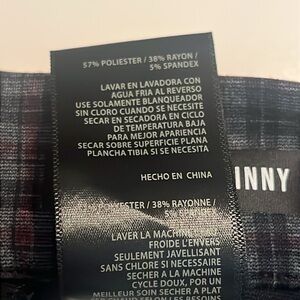 57% POLIESTER / 38% RAYON /
5% SPANDEX
LAVAR EN LAVADORA CON
AGUA FRIA AL REVERSO
USE SOLAMENTE BLANQUEADOR
SIN CLORO CUANDO SE NECESITE
SECAR EN SECADORA EN CICLO
DE TEMPERATURA BAJA
PARA MEJOR APARIENCIA
SECAR SOBRE SUPERFICIE PLANA
PLANCHA TIBIA SI SE NECESITA
HECHO EN CHINA
INNY
/ 38% RAYONNE /
5%
LAVER LA MACHINE, PLAT
FROIDE L'ENVERS
SEULEMENT JAVELLISANT
SANS CHLORE SI NECESSAIRE
SECHER A LA MACHINE
CYCLE DOUX, POR UN
MEILLEUR SOIN SECHER A PLAT